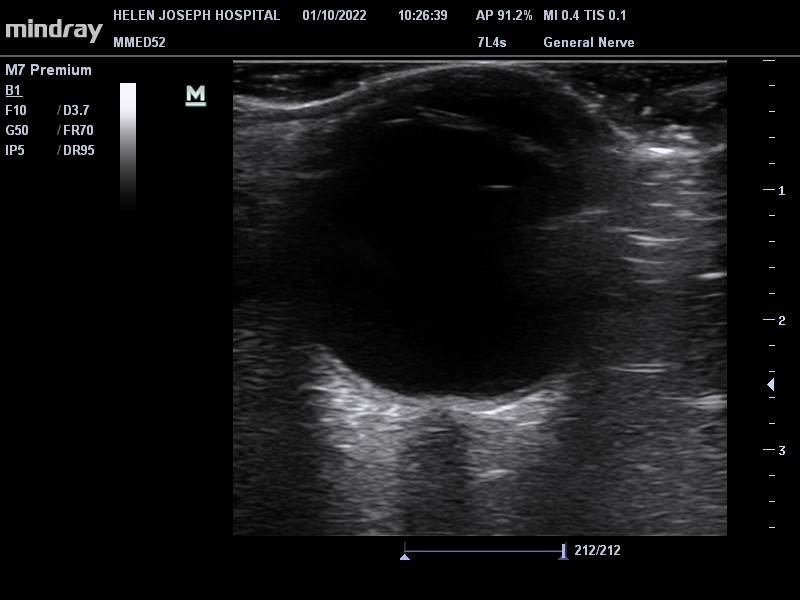 mindray
HELEN JOSEPH HOSPITAL 01/10/2022 10:26:39 AP 91.2% MI 0.4 TIS 0.1
MMED52 7L4s General Nerve
M7 Premium
B1
F10 / D3.7
G50 / FR70
IP5 / DR95
M
1
2
3
212/212